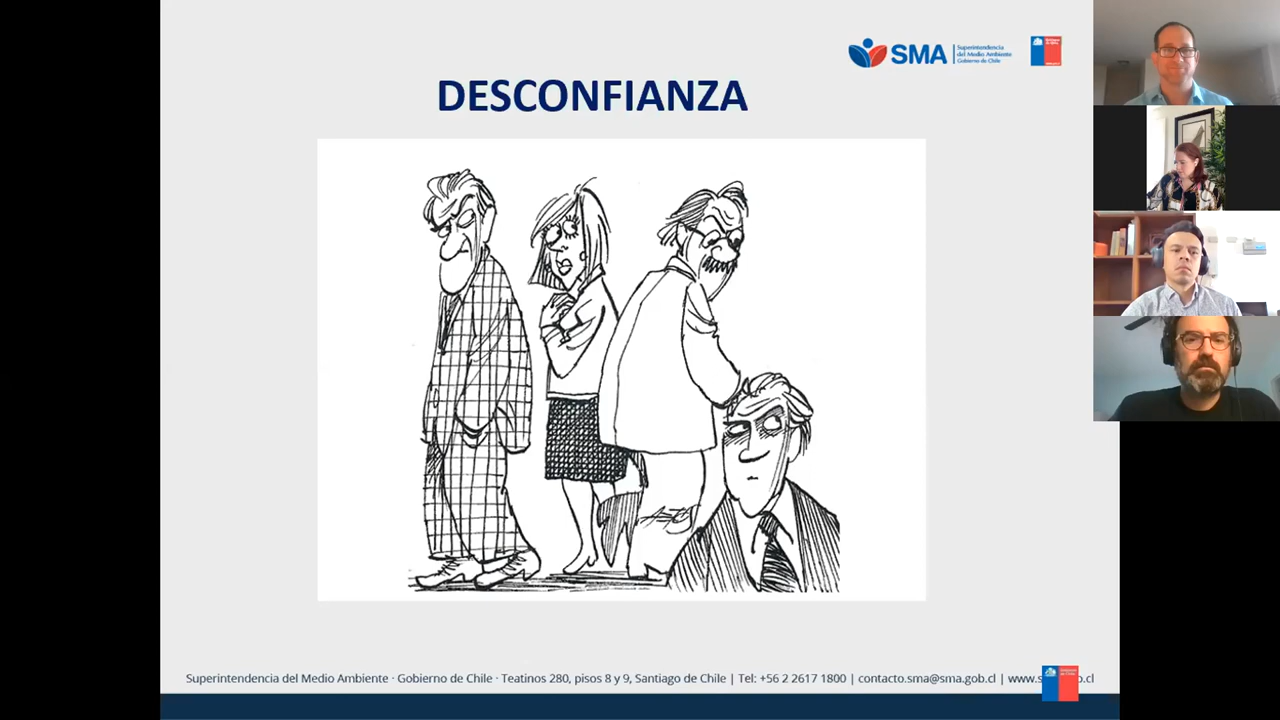 SMA
Superintendencia
del Medio Ambiente
Gobierno de Chile
DESCONFIANZA
Superintendencia del Medio Ambiente · Gobierno de Chile · Teatinos 280, pisos 8 y 9, Santiago de Chile | Tel: +56 2 2617 1800 | contacto.sma@sma.gob.cl |